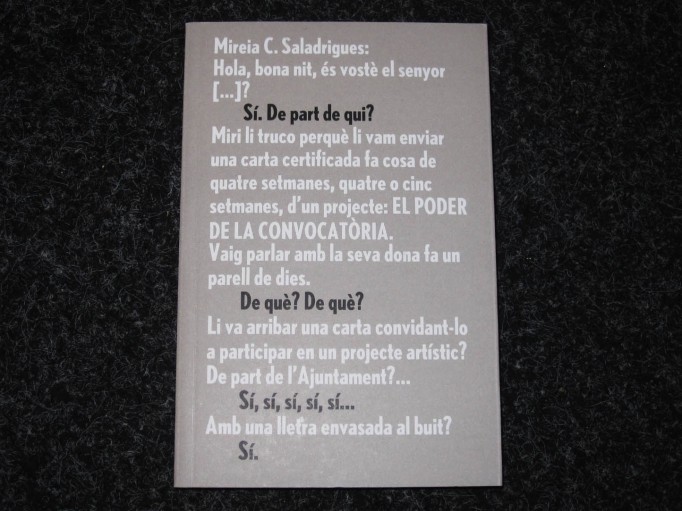 Mireia C. Saladrigues:
Hola, bona nit, és vostè el senyor
[...]?
Sí. De part de qui?
Miri li truco perquè li vam enviar
una carta certificada fa cosa de
quatre setmanes, quatre o cinc
setmanes, d'un projecte: EL PODER
DE LA CONVOCATÒRIA.
Vaig parlar amb la seva dona fa un
parell de dies.
De què? De què?
Li va arribar una carta convidant-lo
a participar en un projecte artístic?
De part de l'Ajuntament?...
Sí, sí, sí, sí, sí...
Amb una lletra envasada al buit?
Sí.